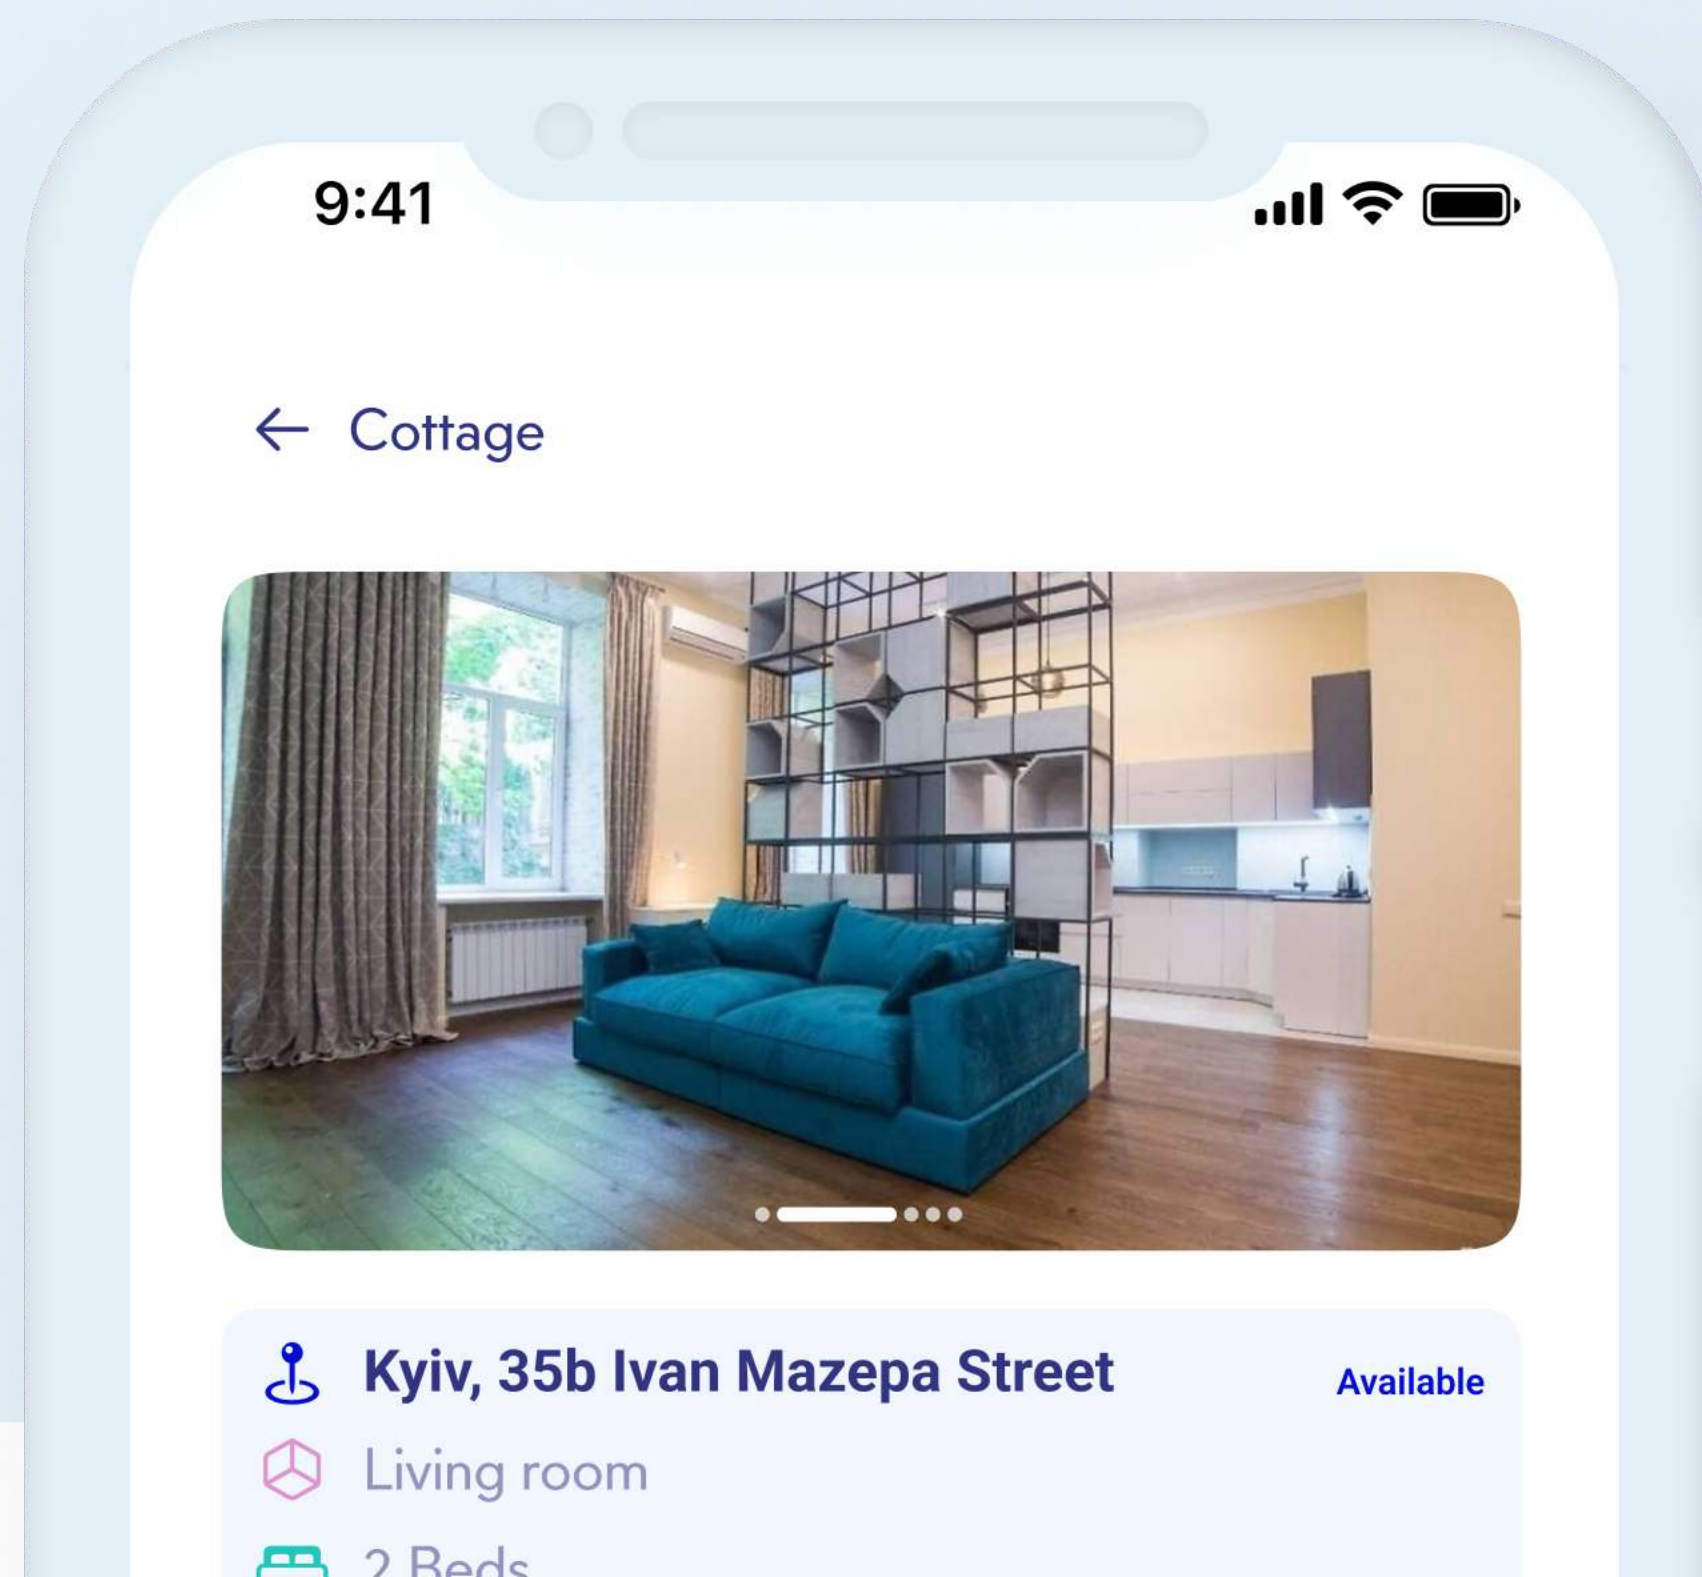 9:41
Cottage
Kyiv, 35b Ivan Mazepa Street
Available
Living room
2 Beds